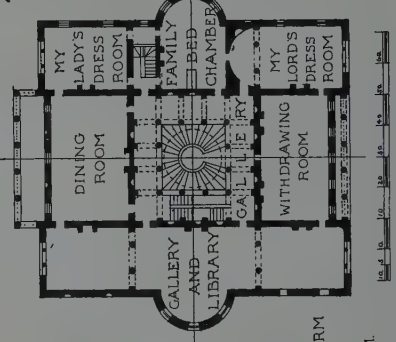 MY
LADY'S
DRESS
ROOM
FAMILY
BED
CHAMBER
MY
LORD'S
DRESS
ROOM
DINING
ROOM
GALLERY
WITHDRAWING
ROOM
GALLERY
AND
LIBRARY
RM